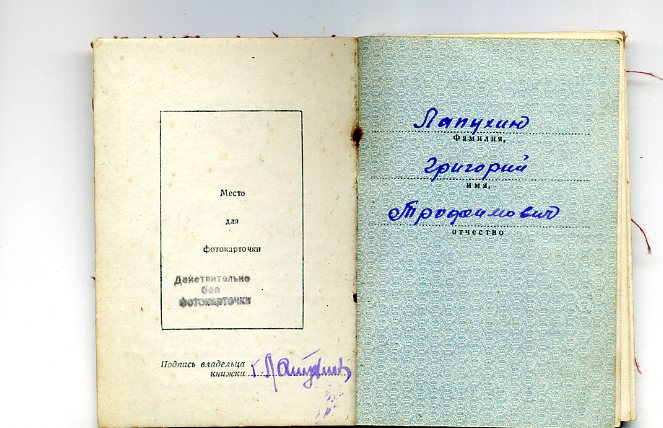 Место
для
фотокарточки
Действительно
без
фотокарточки
Подпись владельца
книжки
Лапухин
фамилия,
Григорий
имя,
Трофимович
отчество